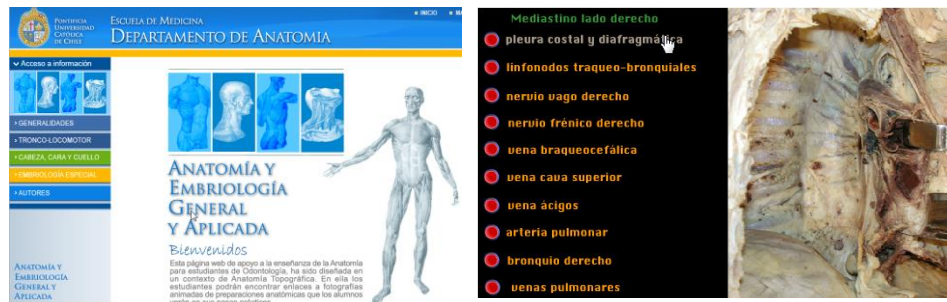 PONTIFICIA
UNIVERSIDAD
CATÓLICA
DE CHILE
ESCUELA DE MEDICINA
DEPARTAMENTO DE ANATOMIA
INICIO
Acceso a información
GENERALIDADES
TRONCO-LOCOMOTOR
CABEZA, CARA Y CUELLO
EMBRIOLOGÍA ESPECIAL
AUTORES
ANATOMÍA Y
EMBRIOLOGÍA
GENERAL Y
APLICADA
ANATOMÍA Y
EMBRIOLOGÍA
GENERAL
Y APLICADA
Bienvenidos
Esta página web de apoyo a la enseñanza de la Anatomía
para estudiantes de Odontología, ha sido diseñada en
un contexto de Anatomía Topográfica. En ella los
estudiantes podrán encontrar enlaces a fotografías
animadas de preparaciones anatómicas que los alumnos
Mediastino lado derecho
pleura costal y diafragmática
linfonodos traqueo-bronquiales
nervio vago derecho
nervio frénico derecho
vena braqueocefálica
vena cava superior
vena ácigos
arteria pulmonar
bronquio derecho
venas pulmonares